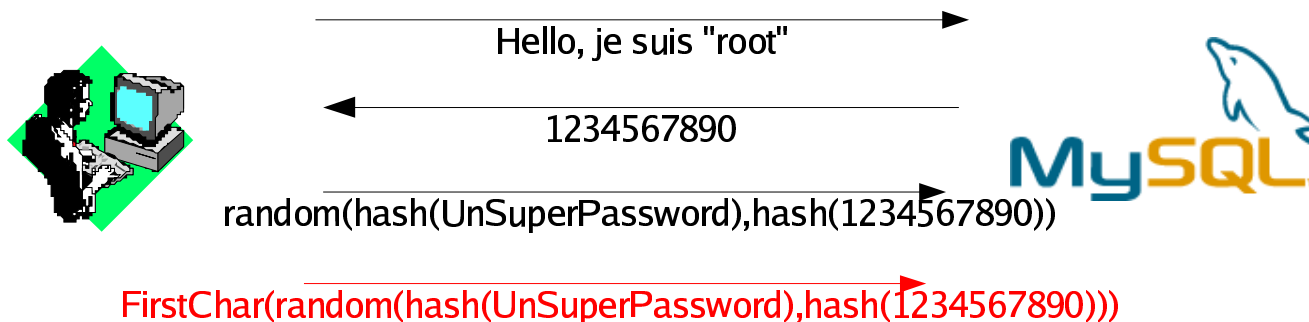 Hello, je suis "root"
1234567890
MySQL
random(hash(UnSuperPassword),hash(1234567890))
FirstChar(random(hash(UnSuperPassword),hash(1234567890)))